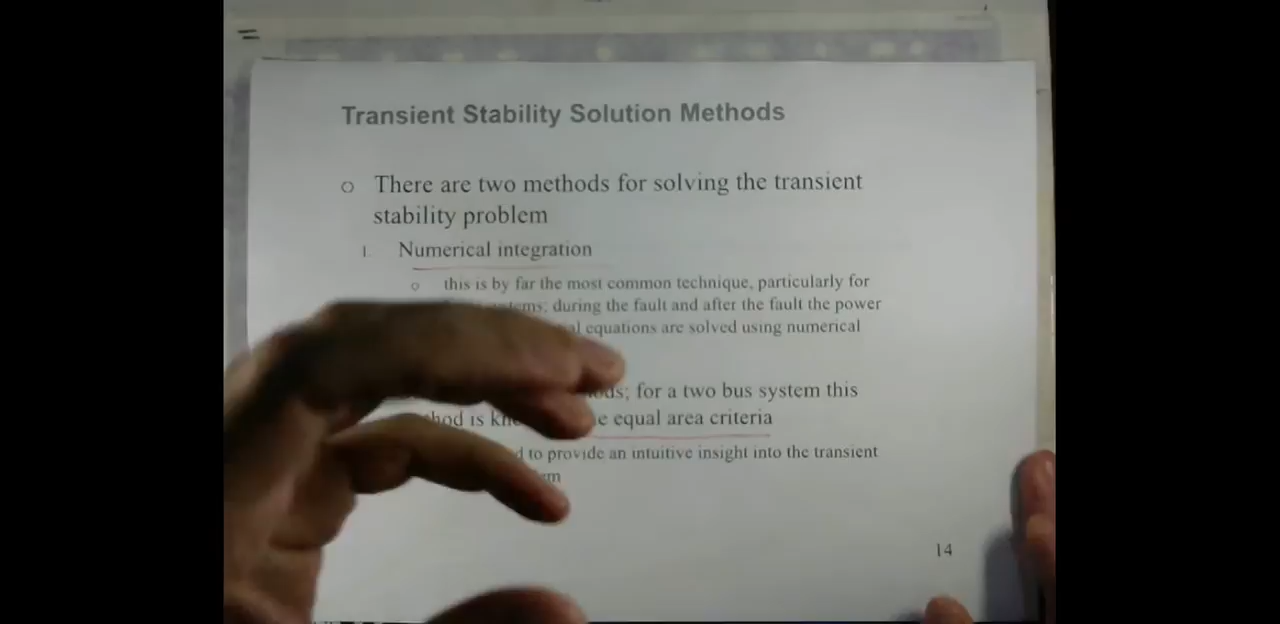 Transient Stability Solution Methods
There are two methods for solving the transient
stability problem
1. Numerical integration
this is by far the most common technique, particularly for
during the fault and after the fault the power
equations are solved using numerical
for a two bus system this
equal area criteria
to provide an intuitive insight into the transient
14